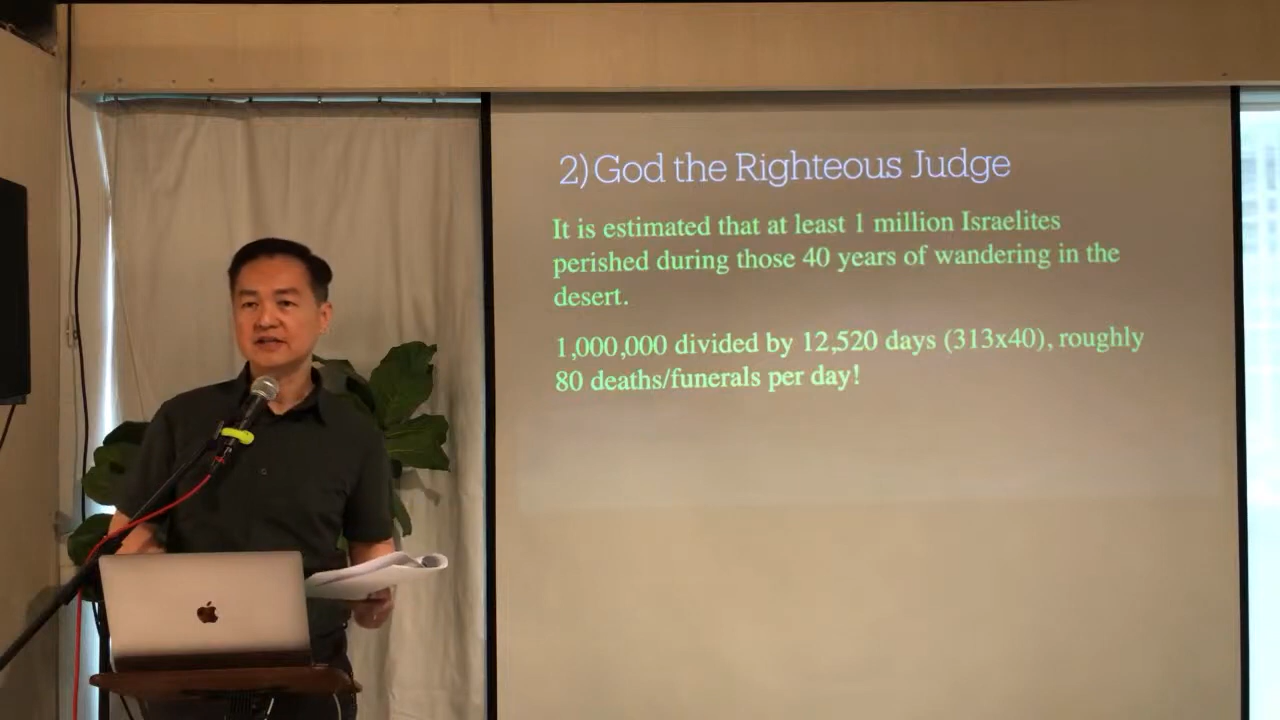 2) God the Righteous Judge
It is estimated that at least 1 million Israelites
perished during those 40 years of wandering in the
desert.
1,000,000 divided by 12,520 days (313x40), roughly
80 deaths/funerals per day!